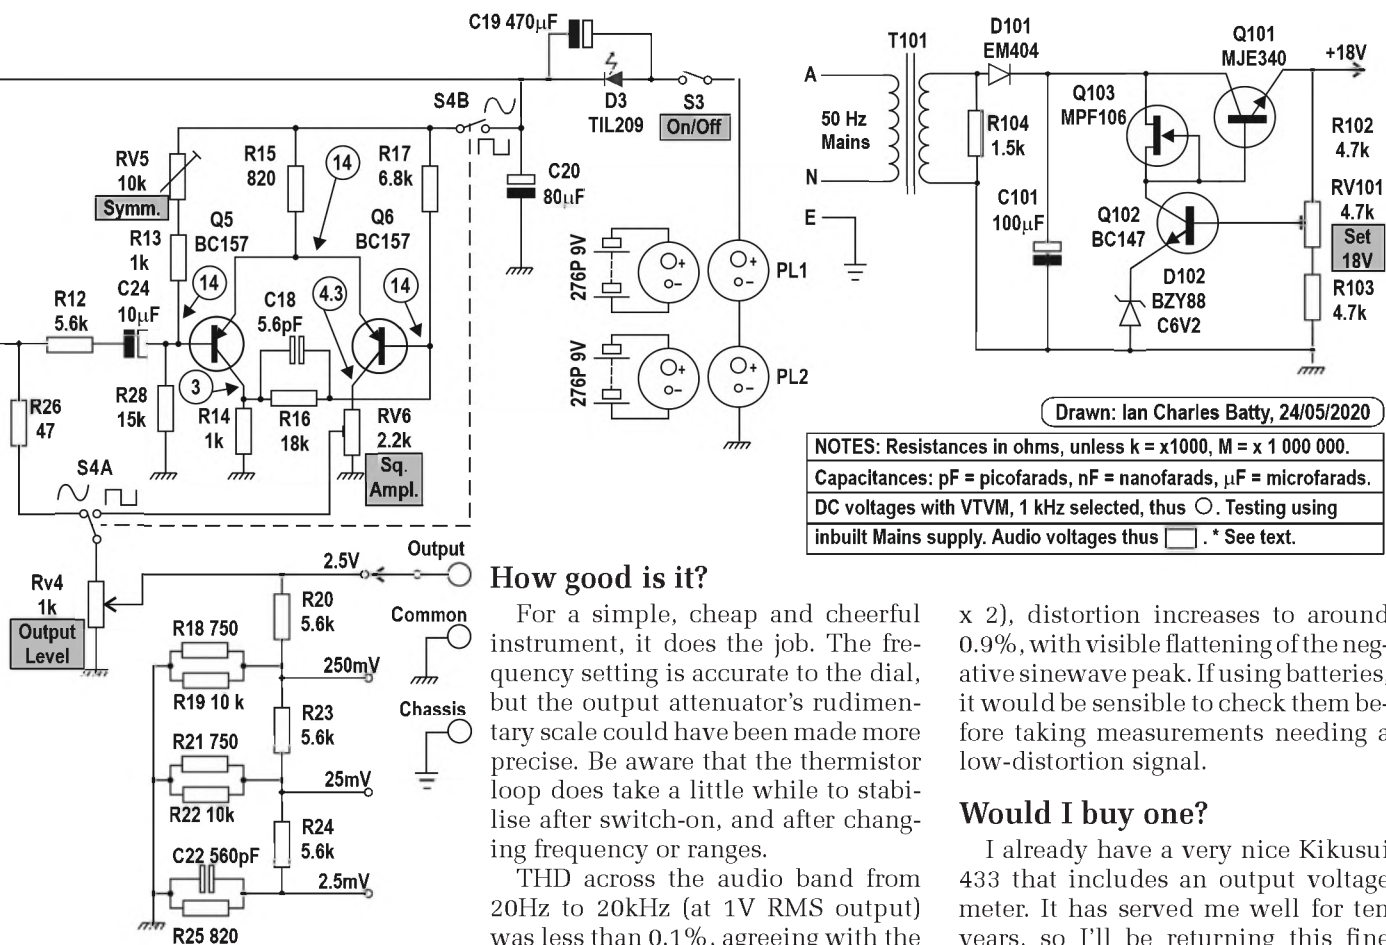 C19 470µF
D3
TIL209
S3
On/Off
S4B
RV5
10k
Symm.
R15
820
14
R17
6.8k
C20
80µF
Q5
BC157
Q6
BC157
R13
1k
14
4.3
14
C24
10µF
R12
5.6k
C18
5.6pF
3
R28
15k
R14
1k
R16
18k
RV6
2.2k
Sq.
Ampl.
R26
47
S4A
Rv4
1k
Output
Level
276P 9V
+
o–
+
o–
PL1
276P 9V
+
o–
+
o–
PL2
T101
A
50 Hz
Mains
N
E
D101
EM404
Q101
MJE340
+18V
Q103
MPF106
R104
1.5k
C101
100µF
Q102
BC147
D102
BZY88
C6V2
R102
4.7k
RV101
4.7k
Set
18V
R103
4.7k
Drawn: Ian Charles Batty, 24/05/2020
NOTES: Resistances in ohms, unless k = x1000, M = x 1 000 000.
Capacitances: pF = picofarads, nF = nanofarads, µF = microfarads.
DC voltages with VTVM, 1 kHz selected, thus O. Testing using
inbuilt Mains supply. Audio voltages thus . * See text.
2.5V
Output
R20
5.6k
Common
R18 750
250mV
R19 10 k
R23
5.6k
Chassis
R21 750
25mV
R22 10k
R24
5.6k
C22 560pF
2.5mV
R25 820
How good is it?
For a simple, cheap and cheerful
instrument, it does the job. The fre-
quency setting is accurate to the dial,
but the output attenuator's rudimen-
tary scale could have been made more
precise. Be aware that the thermistor
loop does take a little while to stabi-
lise after switch-on, and after chang-
ing frequency or ranges.
THD across the audio band from
20Hz to 20kHz (at 1V RMS output)
was less than 0.1%, agreeing with the
x 2), distortion increases to around
0.9%, with visible flattening of the neg-
ative sinewave peak. If using batteries,
it would be sensible to check them be-
fore taking measurements needing a
low-distortion signal.
Would I buy one?
I already have a very nice Kikusui
433 that includes an output voltage
meter. It has served me well for ten
years, so I'll be returning this fine